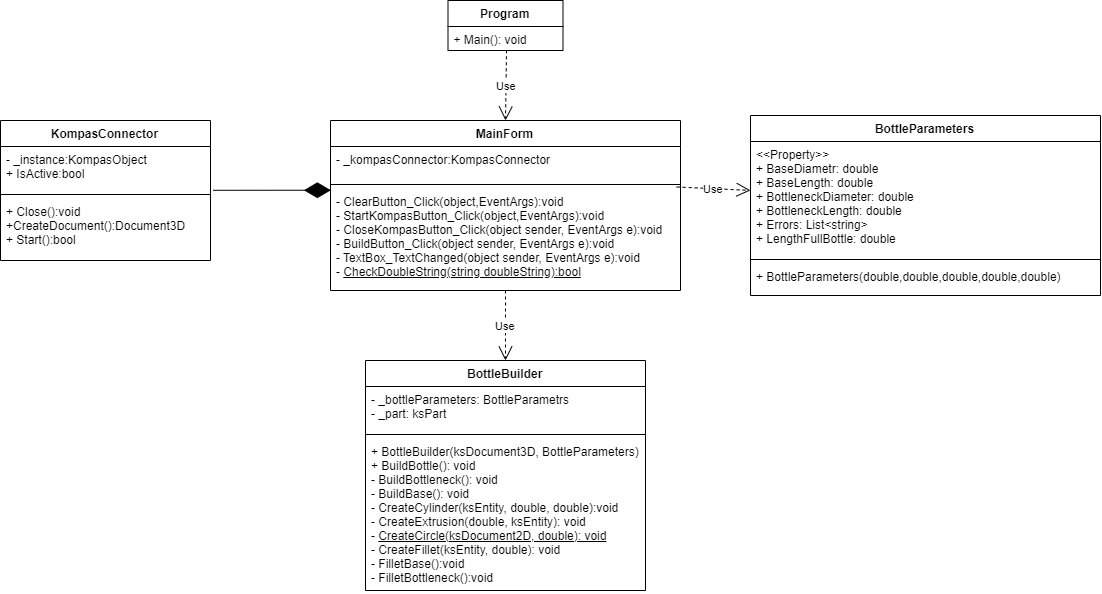 Program
+ Main(): void
Use
KompasConnector
- _instance:KompasObject
+ IsActive:bool
+ Close():void
+CreateDocument():Document3D
+ Start():bool
MainForm
- _kompasConnector:KompasConnector
- ClearButton_Click(object,EventArgs):void
- StartKompasButton_Click(object,EventArgs):void
- CloseKompasButton_Click(object sender, EventArgs e):void
- BuildButton_Click(object sender, EventArgs e):void
- TextBox_TextChanged(object sender, EventArgs e):void
- CheckDoubleString(string doubleString):bool
Use
BottleParameters
<<Property>>
+ BaseDiametr: double
+ BaseLength: double
+ BottleneckDiameter: double
+ BottleneckLength: double
+ Errors: List<string>
+ LengthFullBottle: double
+ BottleParameters(double,double,double,double,double)
Use
BottleBuilder
- _bottleParameters: BottleParametrs
- _part: ksPart
+ BottleBuilder(ksDocument3D, BottleParameters)
+ BuildBottle(): void
- BuildBottleneck(): void
- BuildBase(): void
- CreateCylinder(ksEntity, double, double):void
- CreateExtrusion(double, ksEntity): void
- CreateCircle(ksDocument2D, double): void
- CreateFillet(ksEntity, double): void
- FilletBase():void
- FilletBottleneck():void